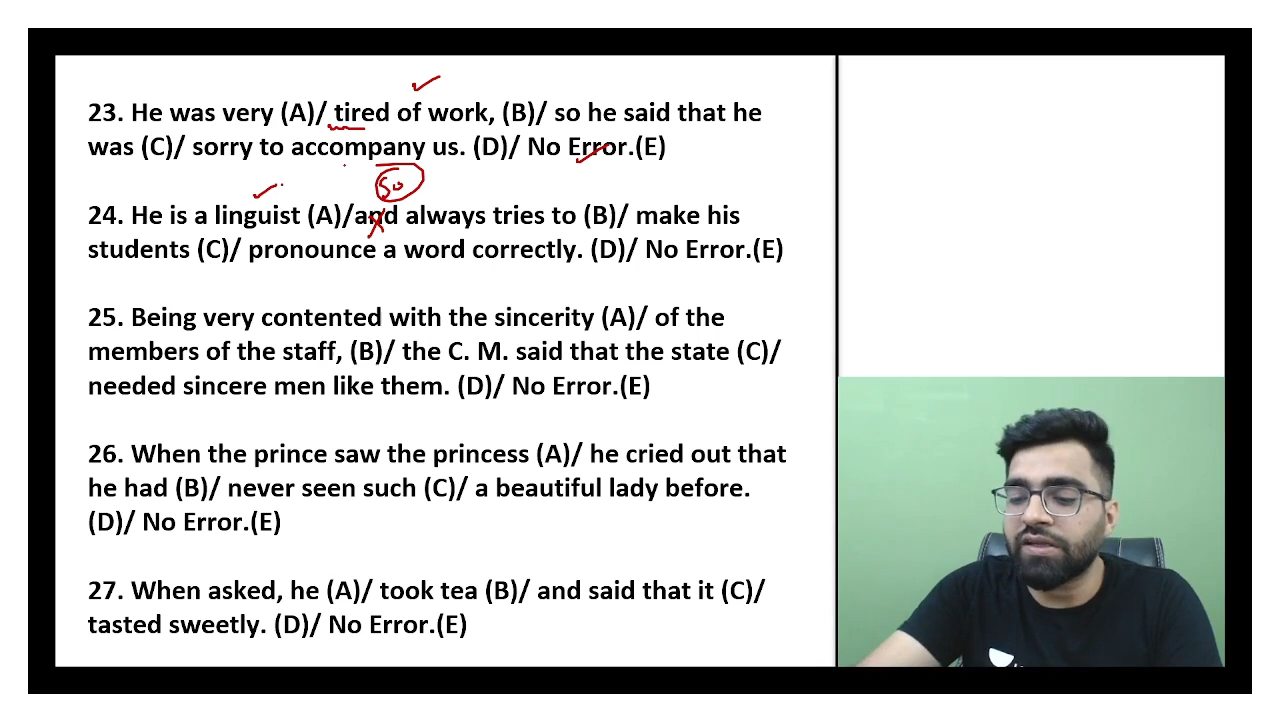 23. He was very (A)/ tired of work, (B)/ so he said that he
was (C)/ sorry to accompany us. (D)/ No Error.(E)
So
24. He is a linguist (A)/and always tries to (B)/ make his
students (C)/ pronounce a word correctly. (D)/ No Error.(E)
25. Being very contented with the sincerity (A)/ of the
members of the staff, (B)/ the C. M. said that the state (C)/
needed sincere men like them. (D)/ No Error.(E)
26. When the prince saw the princess (A)/ he cried out that
he had (B)/ never seen such (C)/ a beautiful lady before.
(D)/ No Error.(E)
27. When asked, he (A)/ took tea (B)/ and said that it (C)/
tasted sweetly. (D)/ No Error.(E)